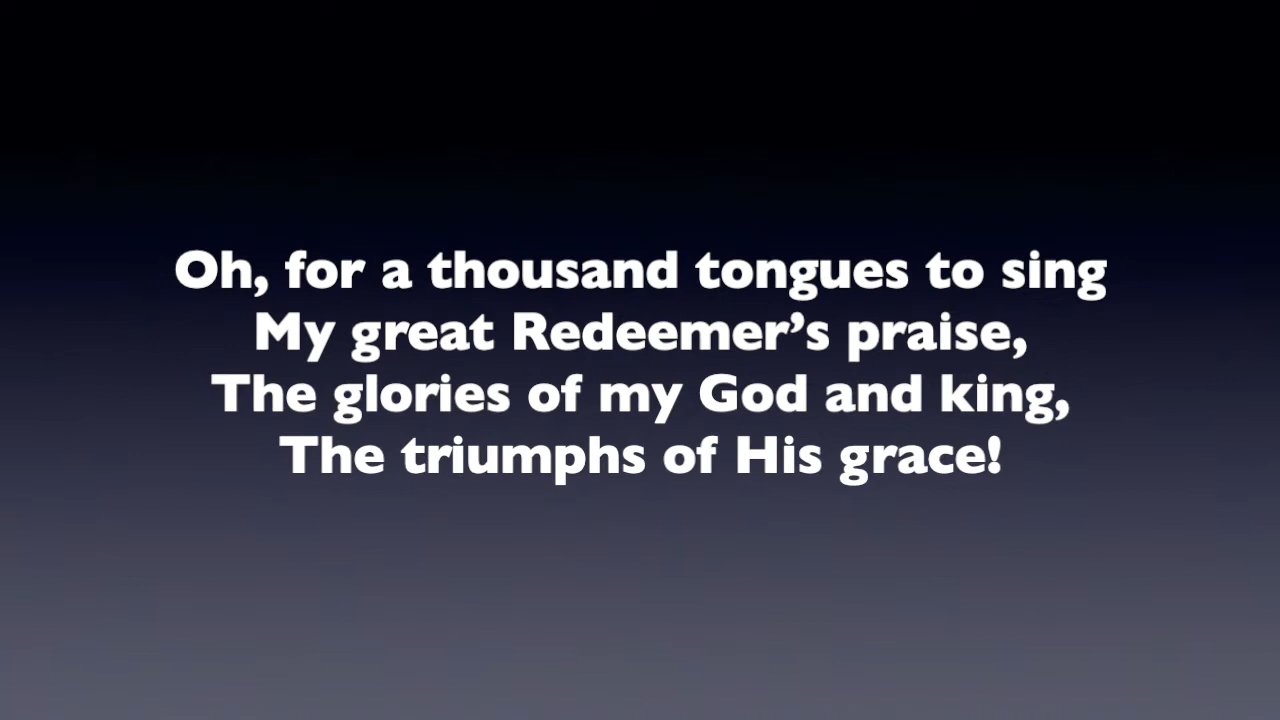 Oh, for a thousand tongues to sing
My great Redeemer’s praise,
The glories of my God and king,
The triumphs of His grace!